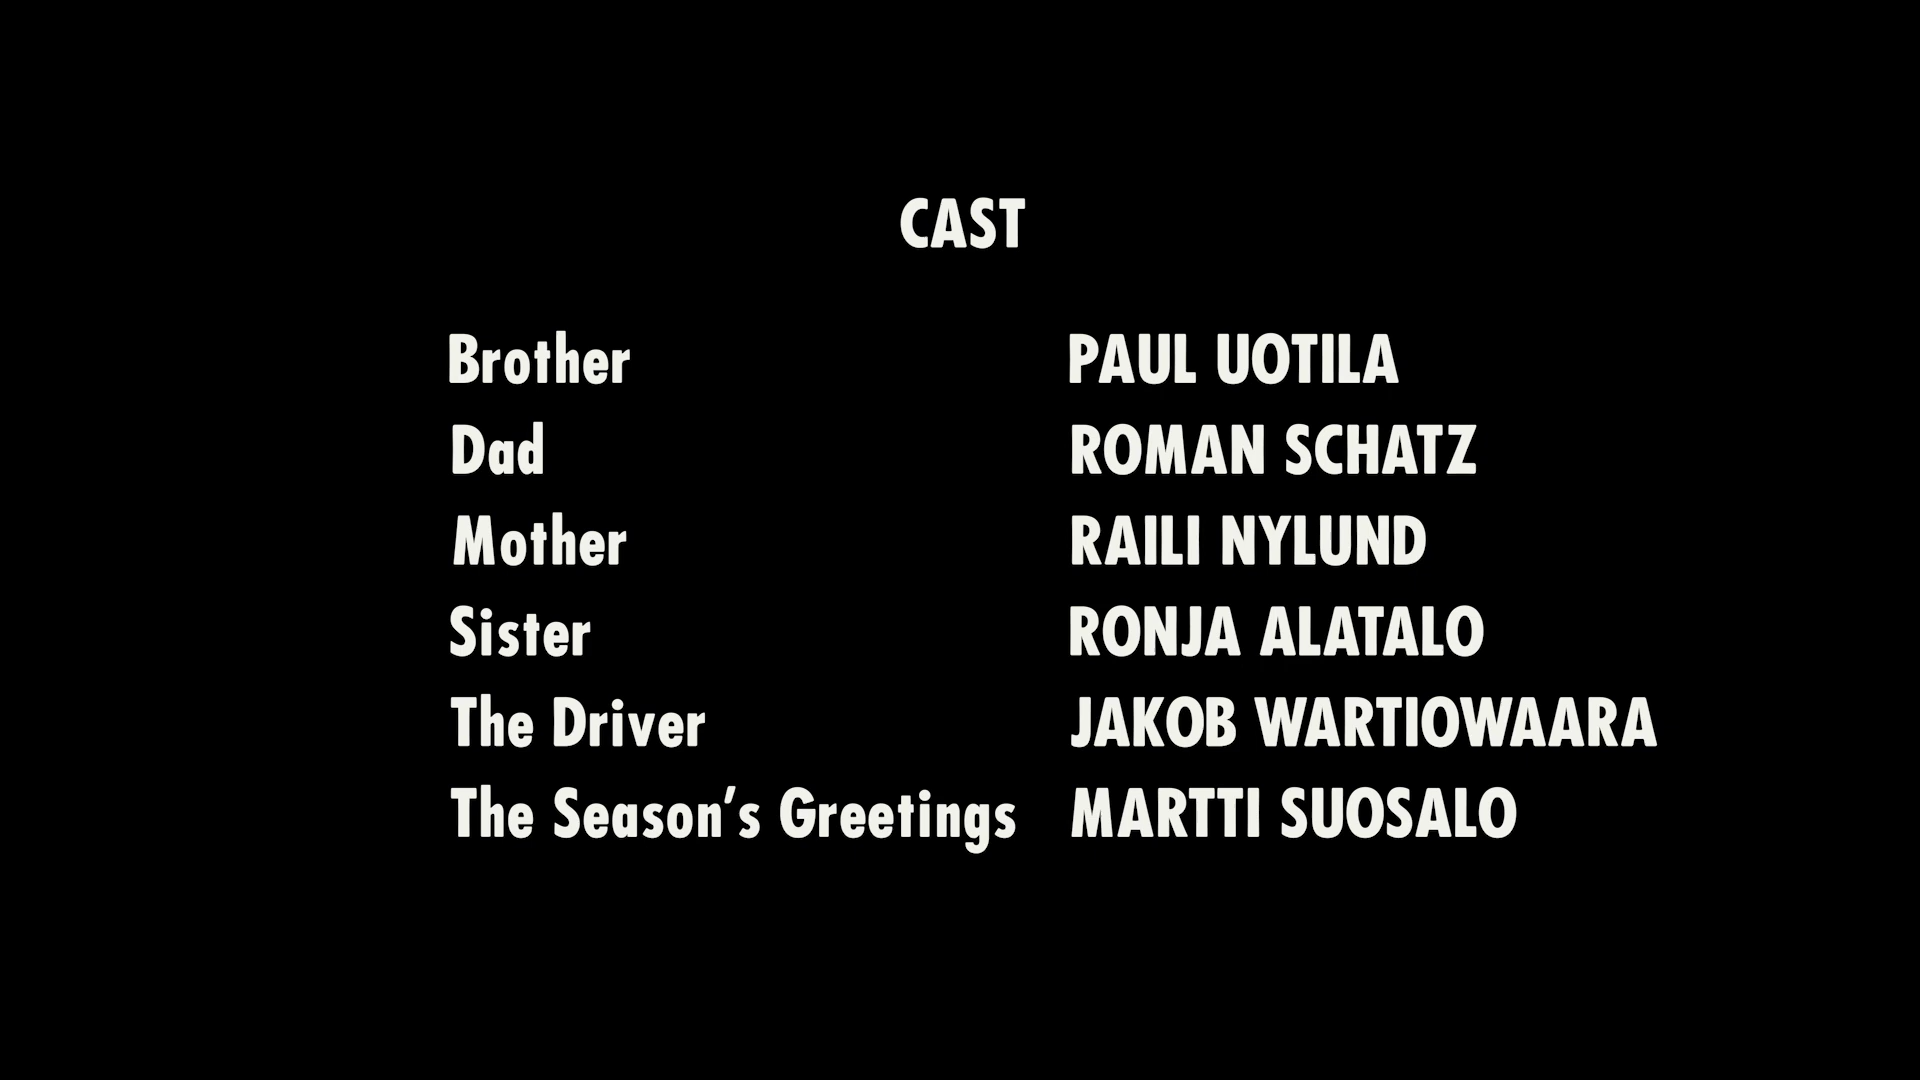 CAST
Brother PAUL UOTILA
Dad ROMAN SCHATZ
Mother RAILI NYLUND
Sister RONJA ALATALO
The Driver JAKOB WARTIOWAARA
The Season’s Greetings MARTTI SUOSALO